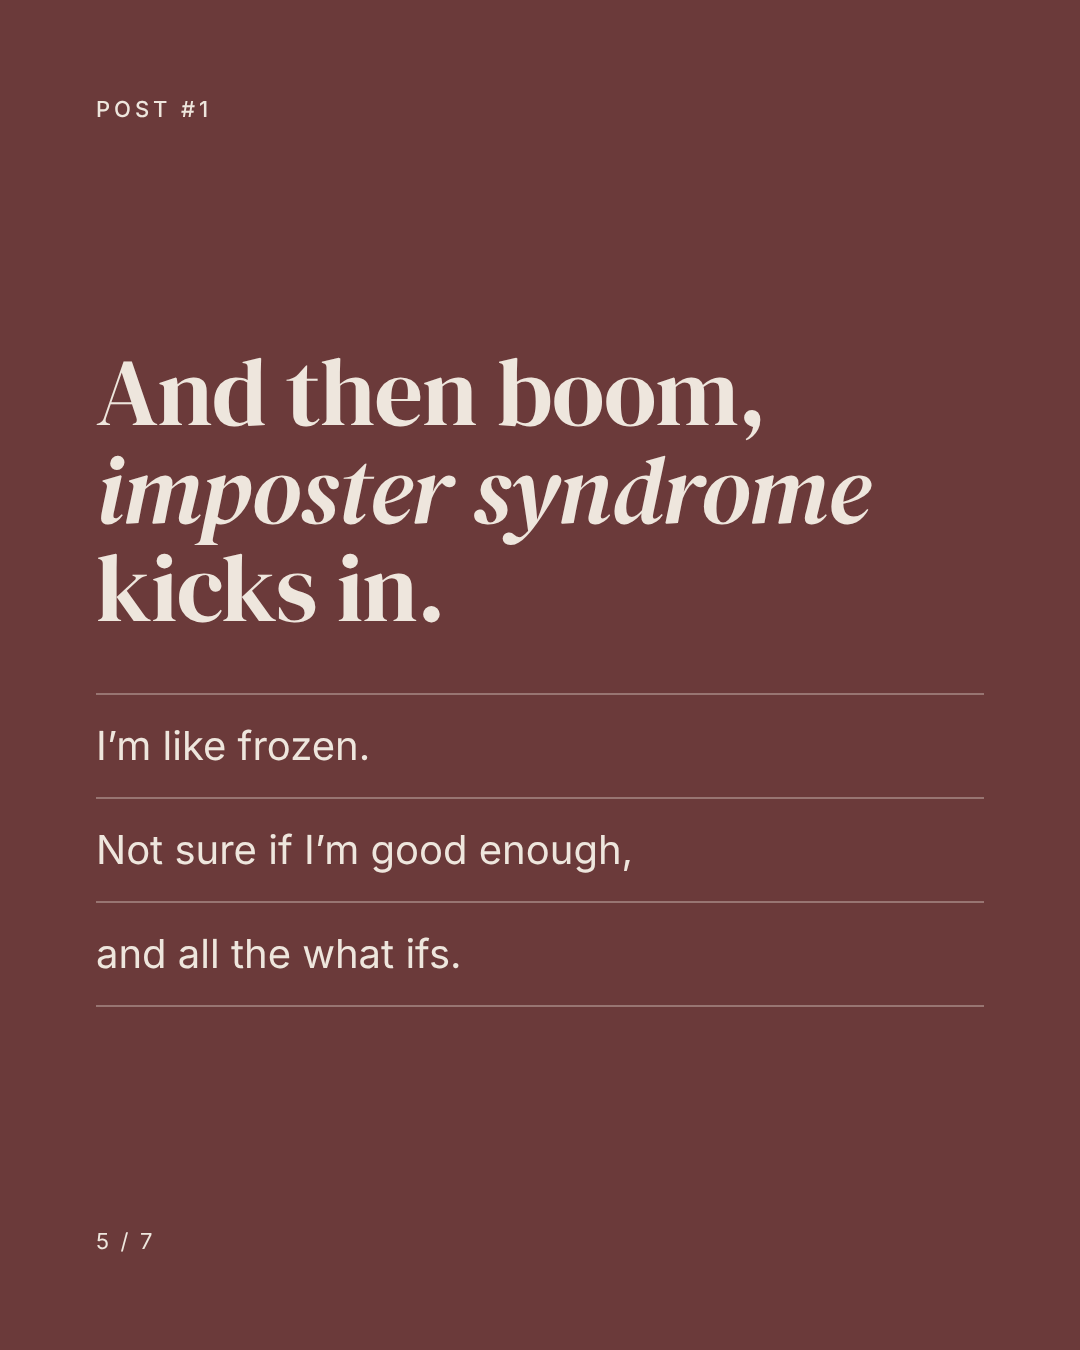 POST #1
And then boom,
imposter syndrome
kicks in.
I’m like frozen.
Not sure if I’m good enough,
and all the what ifs.
5 / 7